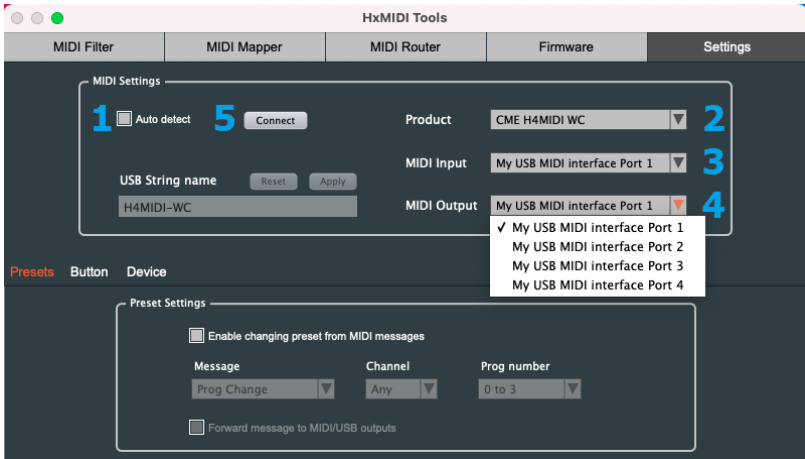 HxMIDI Tools
MIDI Filter
MIDI Mapper
MIDI Router
Firmware
Settings
MIDI Settings
1
Auto detect
5
Connect
Product
CME H4MIDI WC
2
MIDI Input
My USB MIDI interface Port 1
3
USB String name
Reset
Apply
H4MIDI-WC
MIDI Output
My USB MIDI interface Port 1
4
✓ My USB MIDI interface Port 1
My USB MIDI interface Port 2
My USB MIDI interface Port 3
My USB MIDI interface Port 4
Presets
Button
Device
Preset Settings
Enable changing preset from MIDI messages
Message
Channel
Prog number
Prog Change
Any
0 to 3
Forward message to MIDI/USB outputs